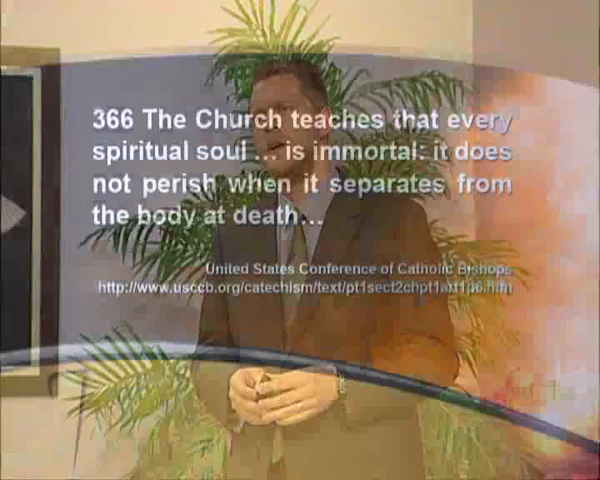 366 The Church teaches that every
spiritual soul ... is immortal: it does
not perish when it separates from
the body at death...
United States Conference of Catholic Bishops
http://www.usccb.org/catechism/text/pt1sect2chpt1art1p6.htm